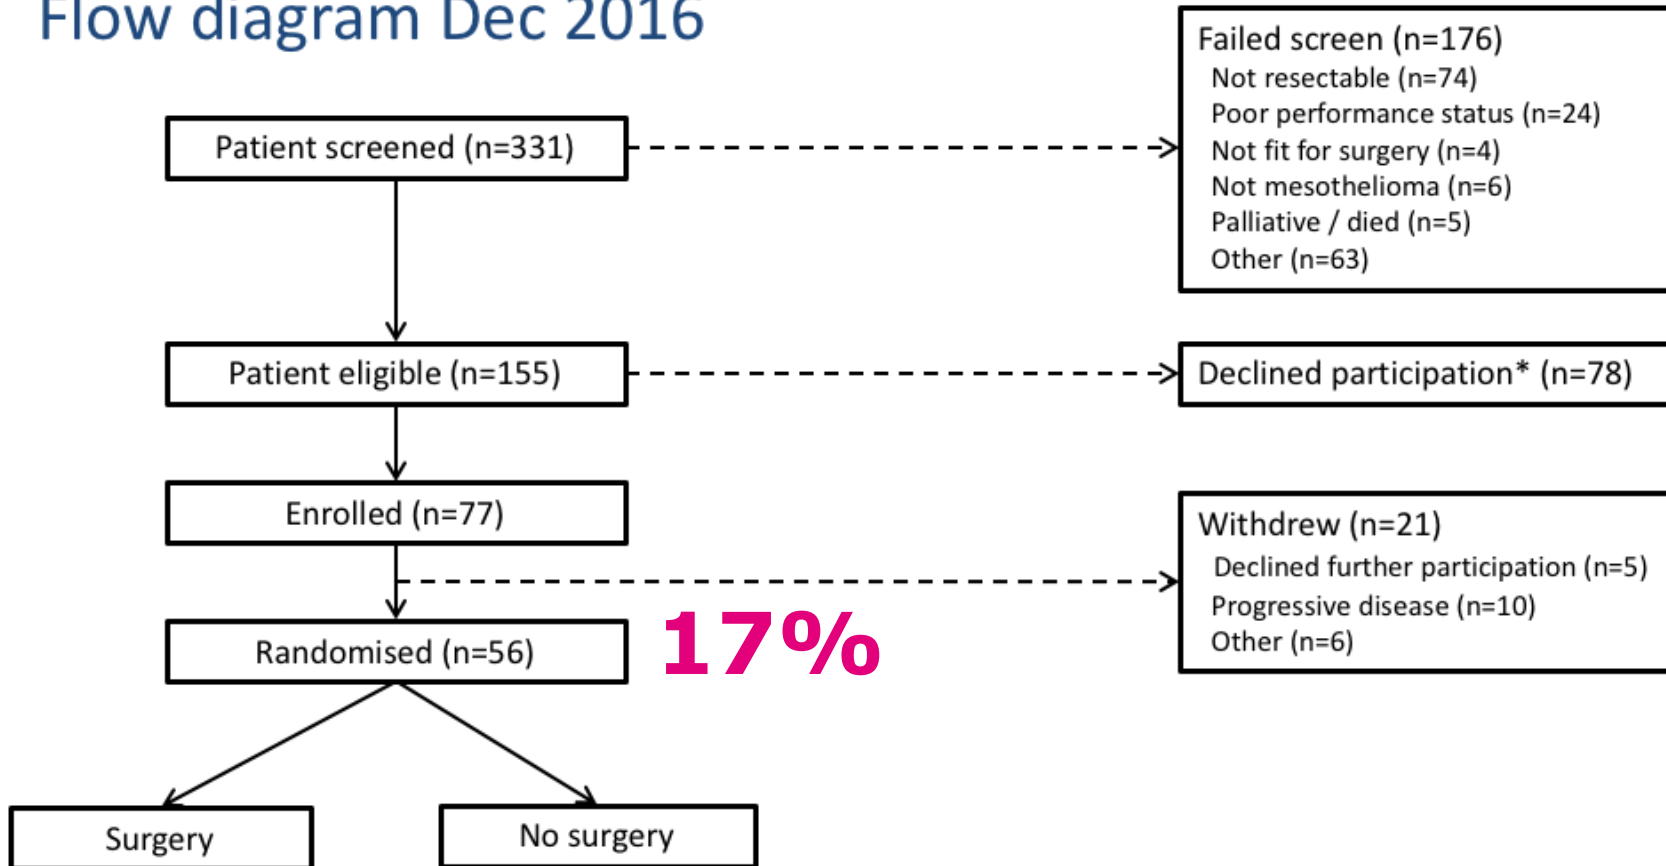 Flow diagram Dec 2016
Patient screened (n=331)
Failed screen (n=176)
Not resectable (n=74)
Poor performance status (n=24)
Not fit for surgery (n=4)
Not mesothelioma (n=6)
Palliative / died (n=5)
Other (n=63)
Patient eligible (n=155)
Declined participation* (n=78)
Enrolled (n=77)
Withdrew (n=21)
Declined further participation (n=5)
Progressive disease (n=10)
Other (n=6)
Randomised (n=56)
17%
Surgery
No surgery